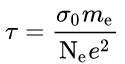 τ = σ₀mₑ / Nₑe²